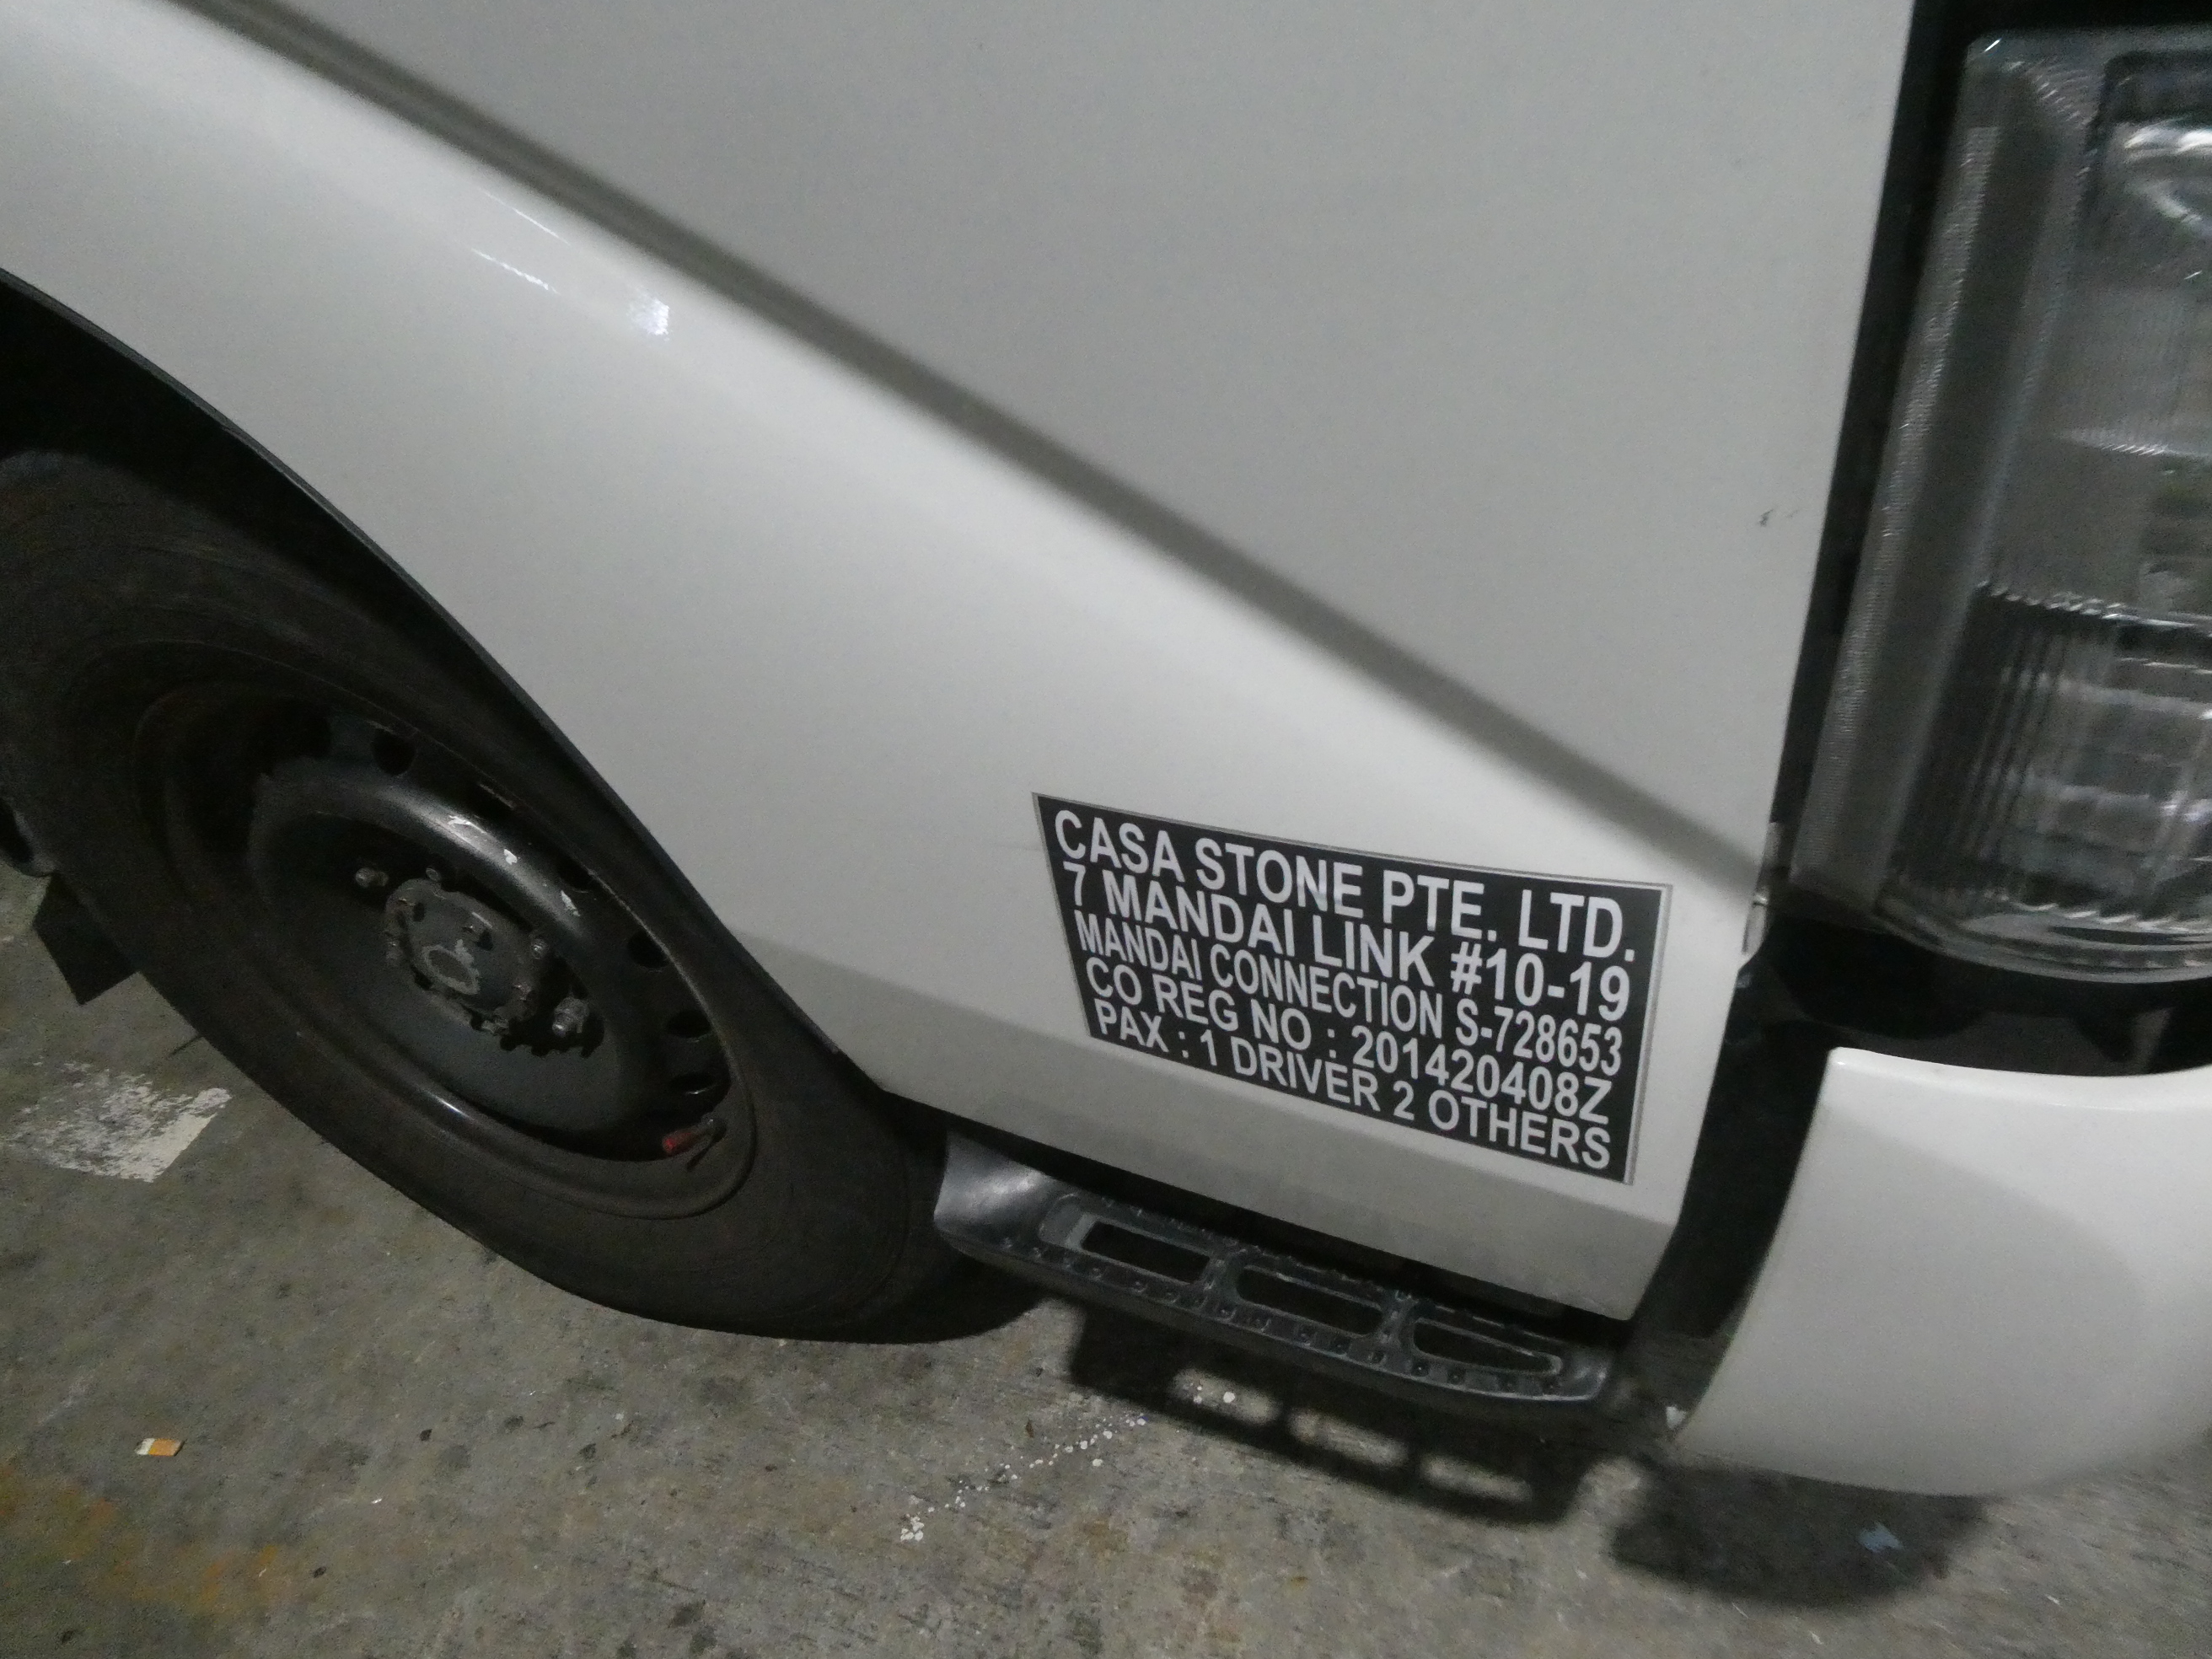 CASA STONE PTE. LTD.
7 MANDAI LINK #10-19
MANDAI CONNECTION S-728653
CO REG NO : 201420408Z
PAX : 1 DRIVER 2 OTHERS